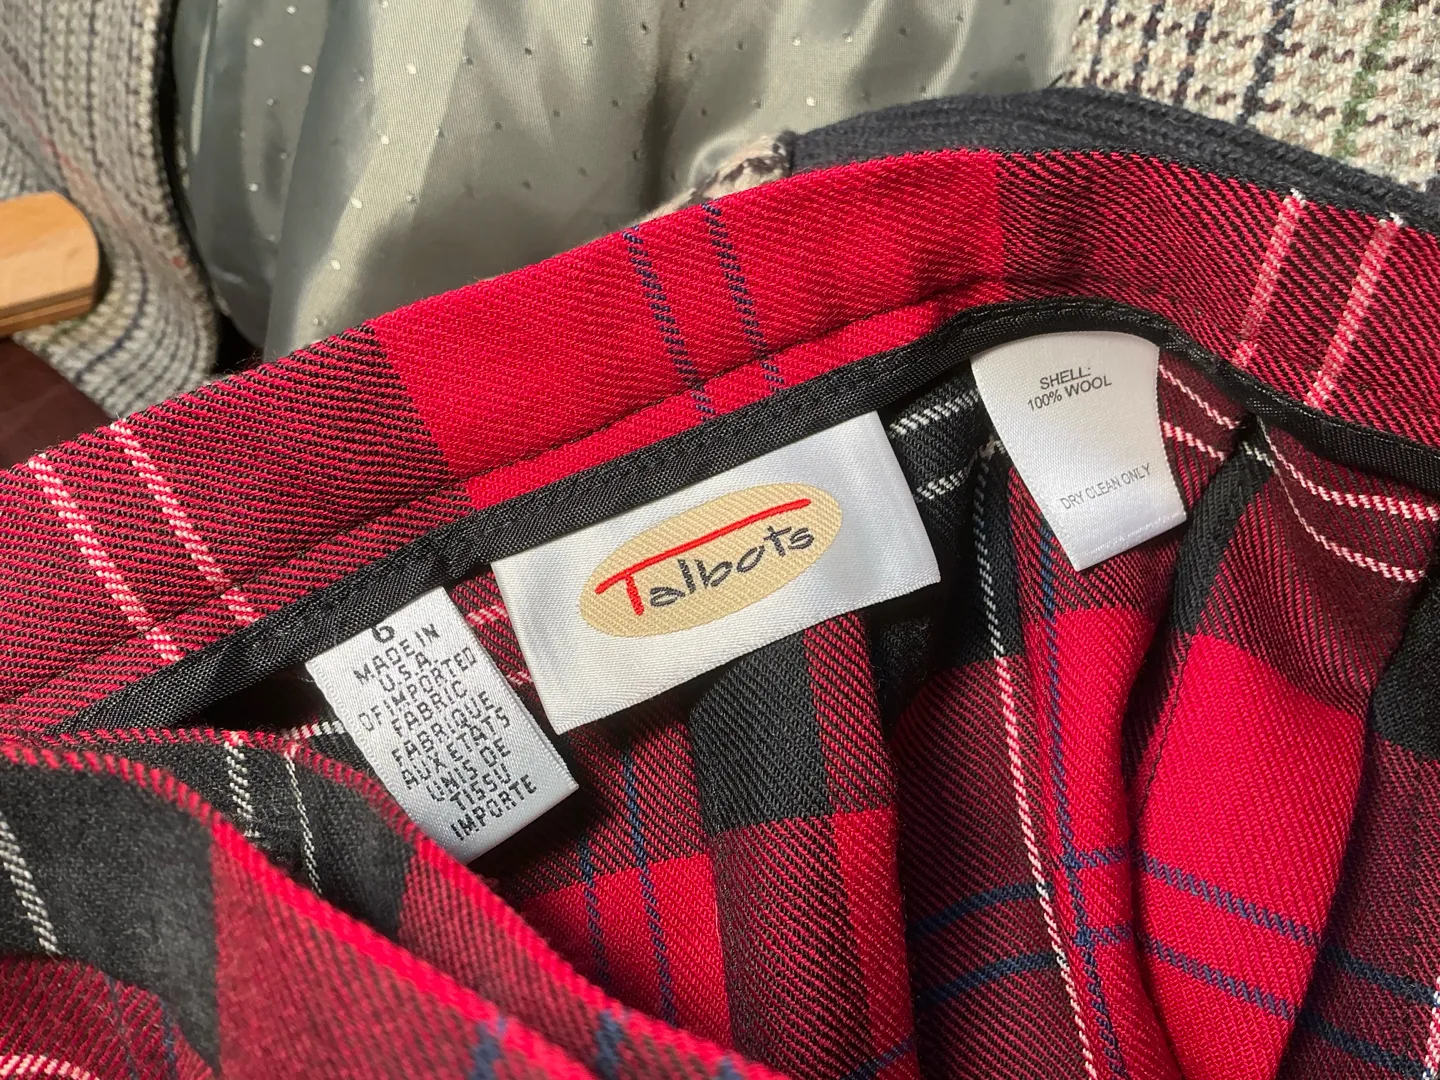 Talbots
6
MADE IN
U.S.A.
OF IMPORTED
FABRIC
FABRIQUE
AUX ETATS
UNIS DE
TISSU
IMPORTE
SHELL:
100% WOOL
DRY CLEAN ONLY